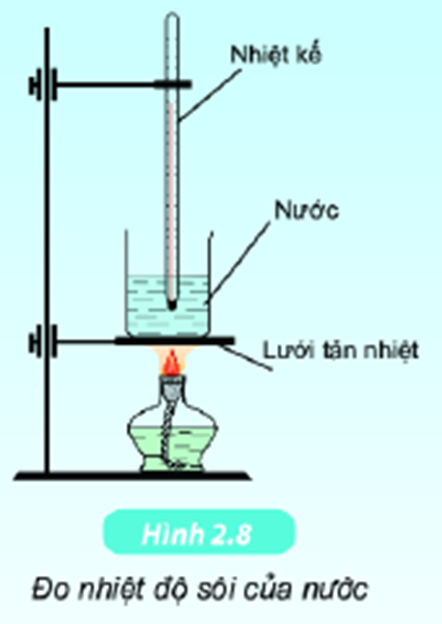 Nhiệt kế
Nước
Lưới tản nhiệt
Hình 2.8
Đo nhiệt độ sôi của nước